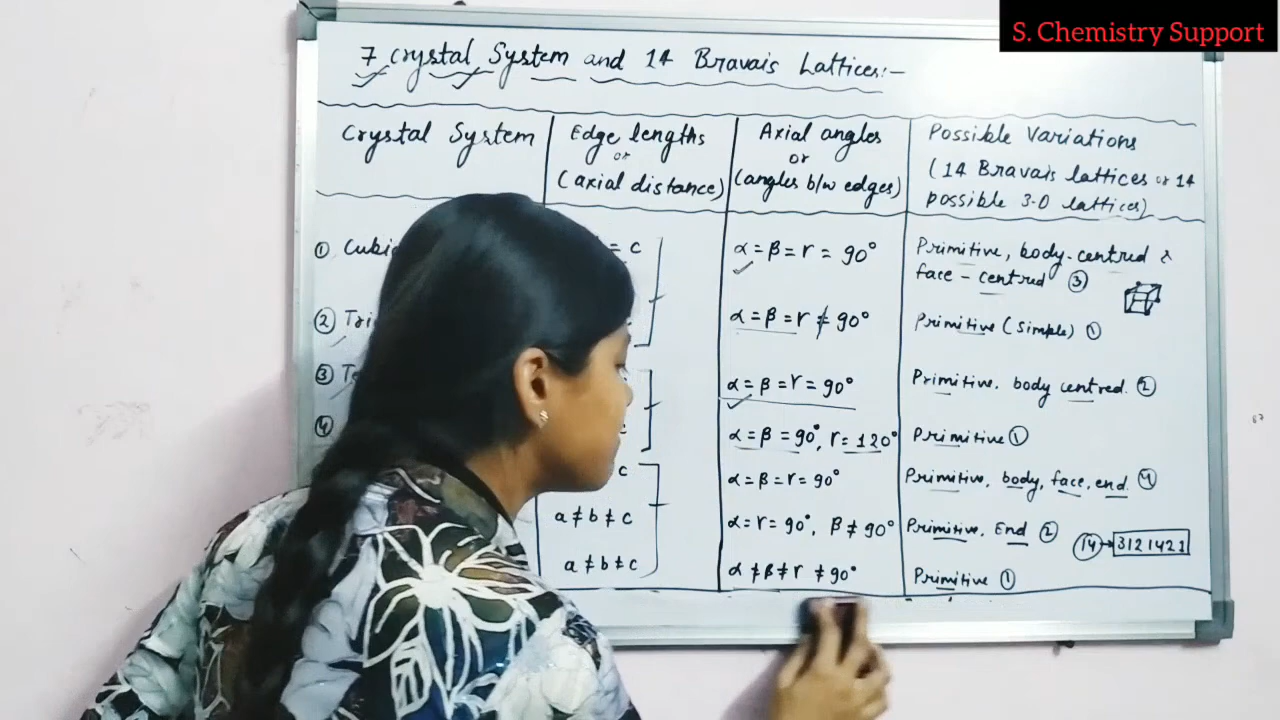 S. Chemistry Support
7 Crystal System and 14 Bravais Lattices:-
Crystal System
Edge lengths
or
(axial distance)
Axial angles
or
(angles b/w edges)
Possible Variations
(14 Bravais lattices or 14
possible 3-D lattices)
① Cubi
= c
α = β = r = 90°
Primitive, body-centred &
face-centred ③
② Tri
α = β = r ≠ 90°
Primitive (simple) ①
③ Te
α = β = r = 90°
Primitive, body centred. ②
④
α = β = 90°, r = 120°
Primitive ①
c
α = β = r = 90°
Primitive, body, face, end. ④
a ≠ b ≠ c
α = r = 90°, β ≠ 90°
Primitive, End ②
14 → 3121421
a ≠ b ≠ c
α ≠ β ≠ r ≠ 90°
Primitive ①